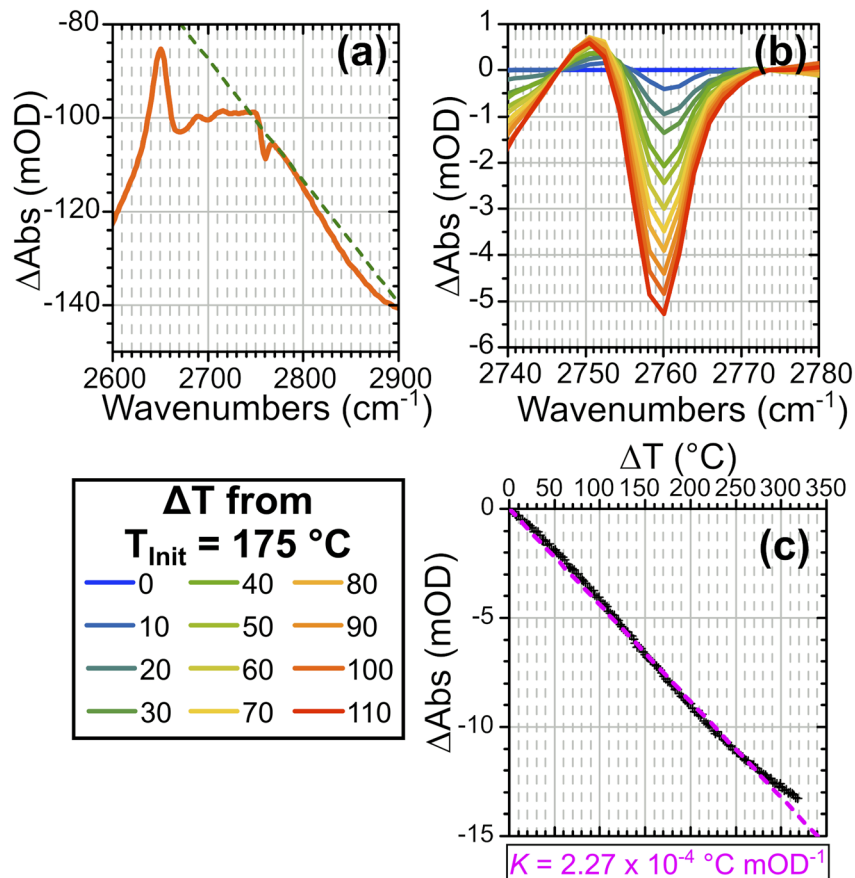 (a)
-80
-100
-120
-140
ΔAbs (mOD)
2600 2700 2800 2900
Wavenumbers (cm⁻¹)
(b)
1
0
-1
-2
-3
-4
-5
-6
ΔAbs (mOD)
2740 2750 2760 2770 2780
Wavenumbers (cm⁻¹)
ΔT from
T_Init = 175 °C
0 40 80
10 50 90
20 60 100
30 70 110
ΔT (°C)
0 50 100 150 200 250 300 350
(c)
0
-5
-10
-15
ΔAbs (mOD)
K = 2.27 x 10⁻⁴ °C mOD⁻¹